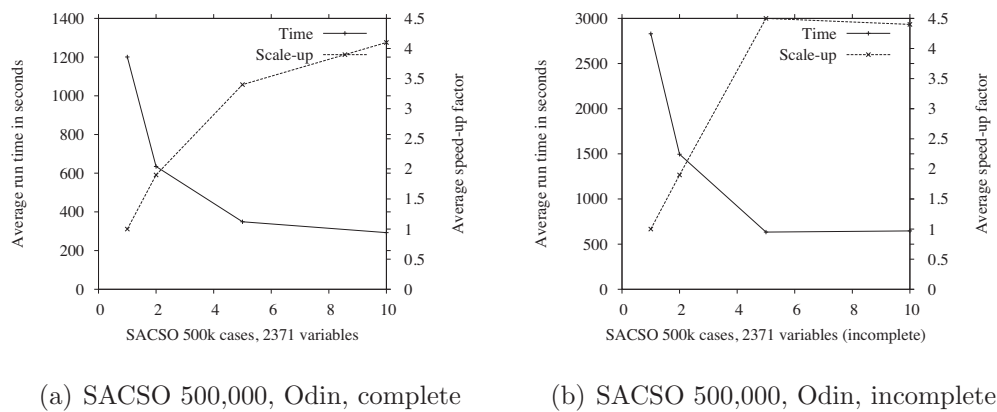 1400
1200
1000
800
600
400
200
0
Average run time in seconds
Time
Scale-up
4.5
4
3.5
3
2.5
2
1.5
1
0.5
0
Average speed-up factor
0 2 4 6 8 10
SACSO 500k cases, 2371 variables
(a) SACSO 500,000, Odin, complete
3000
2500
2000
1500
1000
500
0
Average run time in seconds
Time
Scale-up
4.5
4
3.5
3
2.5
2
1.5
1
0.5
0
Average speed-up factor
0 2 4 6 8 10
SACSO 500k cases, 2371 variables (incomplete)
(b) SACSO 500,000, Odin, incomplete